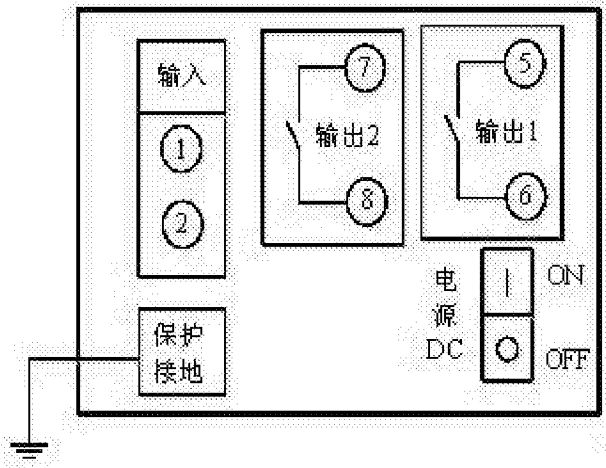 输入
①
②
⑦
输出2
⑧
⑤
输出1
⑥
保护
接地
电
源
DC
|
O
ON
OFF